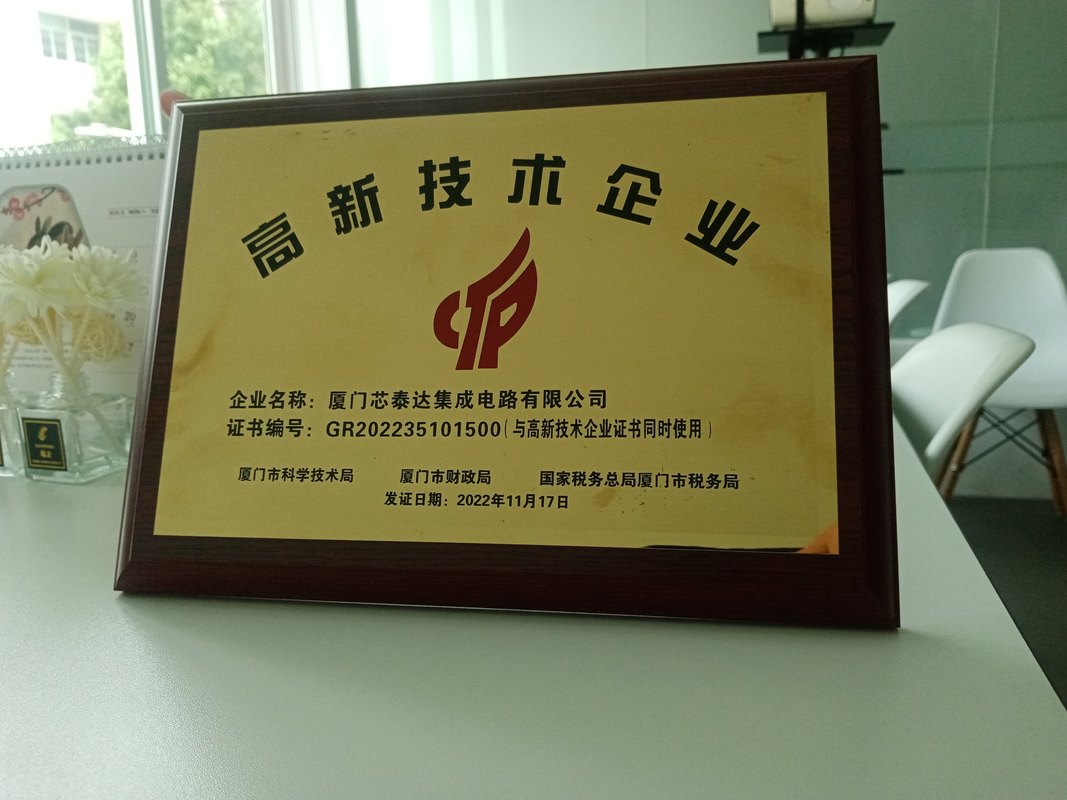 高新技术企业
企业名称：厦门芯泰达集成电路有限公司
证书编号：GR202235101500（与高新技术企业证书同时使用）
厦门市科学技术局 厦门市财政局 国家税务总局厦门市税务局
发证日期：2022年11月17日